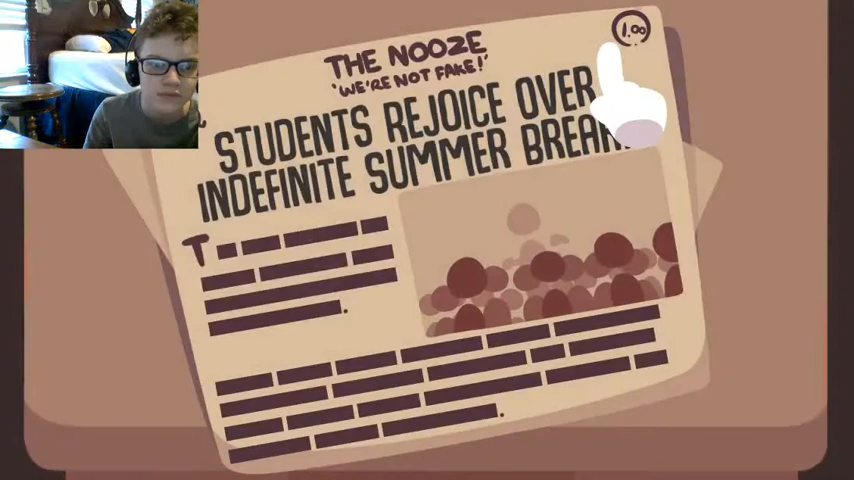 THE NOOZE
1.00
'WE'RE NOT FAKE!'
STUDENTS REJOICE OVER
INDEFINITE SUMMER BREAK
T